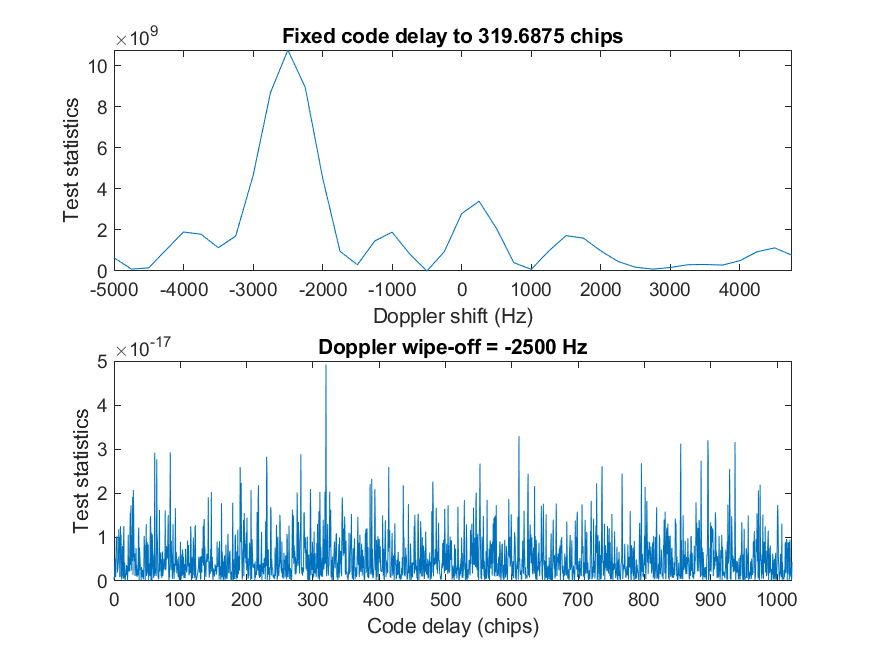 Fixed code delay to 319.6875 chips
×10^9
10
8
6
4
2
0
Test statistics
-5000 -4000 -3000 -2000 -1000 0 1000 2000 3000 4000
Doppler shift (Hz)
Doppler wipe-off = -2500 Hz
×10^-17
5
4
3
2
1
0
Test statistics
0 100 200 300 400 500 600 700 800 900 1000
Code delay (chips)